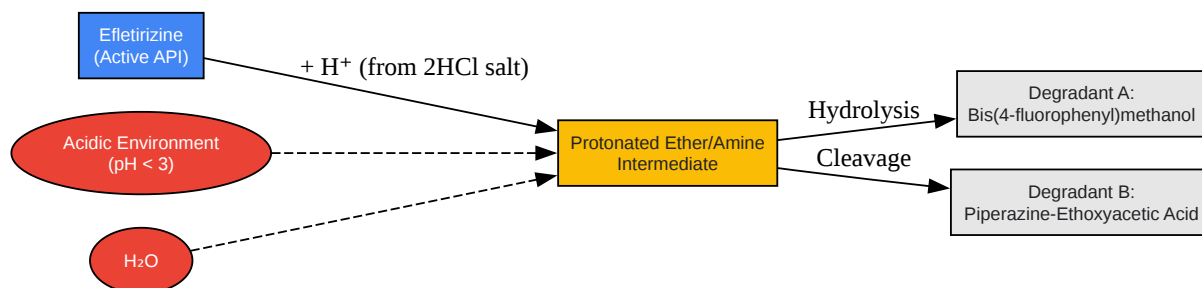 Efletirizine
(Active API)
+ H⁺ (from 2HCl salt)
Acidic Environment
(pH < 3)
H₂O
Protonated Ether/Amine
Intermediate
Hydrolysis
Cleavage
Degradant A:
Bis(4-fluorophenyl)methanol
Degradant B:
Piperazine-Ethoxyacetic Acid